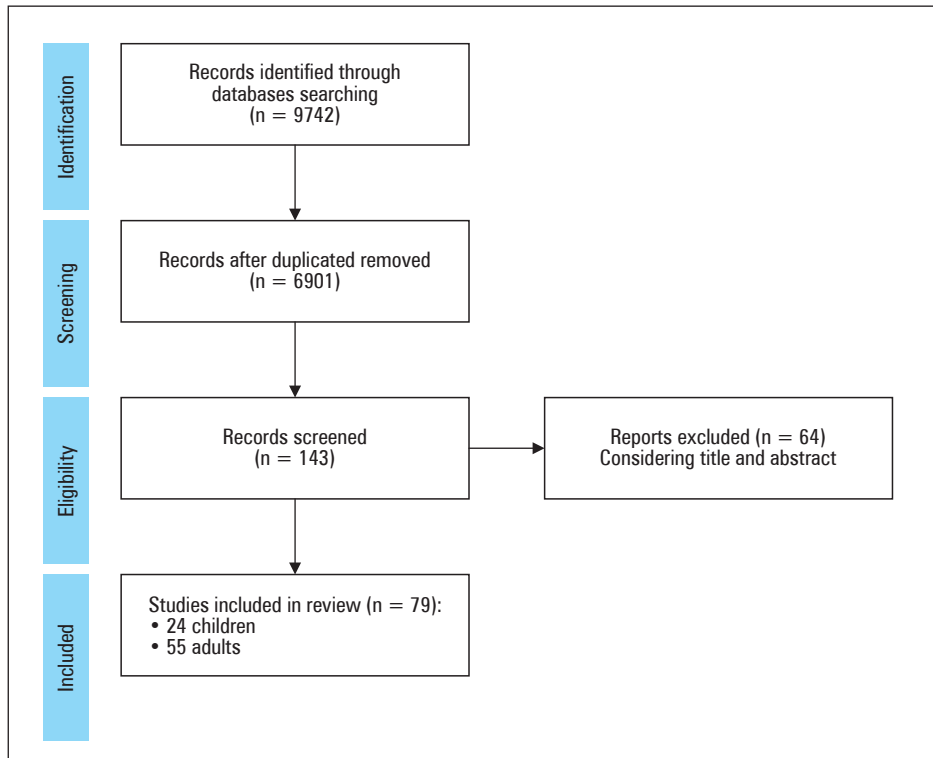 Identification
Records identified through
databases searching
(n = 9742)
Screening
Records after duplicated removed
(n = 6901)
Eligibility
Records screened
(n = 143)
Reports excluded (n = 64)
Considering title and abstract
Included
Studies included in review (n = 79):
• 24 children
• 55 adults